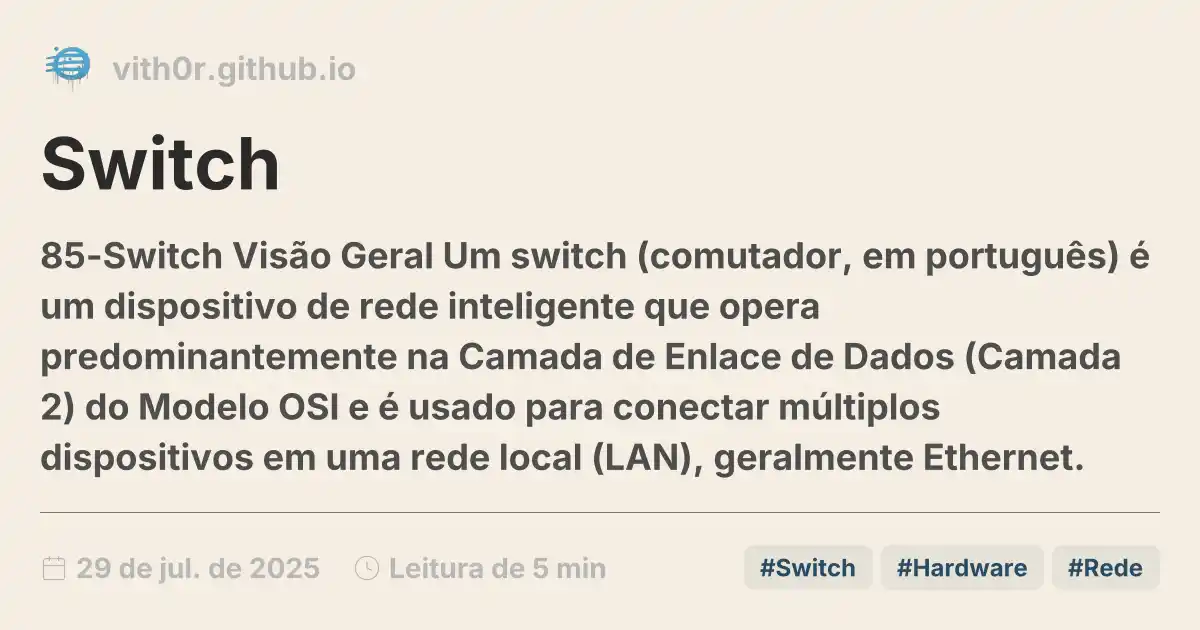 vith0r.github.io
Switch
85-Switch Visão Geral Um switch (comutador, em português) é
um dispositivo de rede inteligente que opera
predominantemente na Camada de Enlace de Dados (Camada
2) do Modelo OSI e é usado para conectar múltiplos
dispositivos em uma rede local (LAN), geralmente Ethernet.
29 de jul. de 2025 Leitura de 5 min #Switch #Hardware #Rede